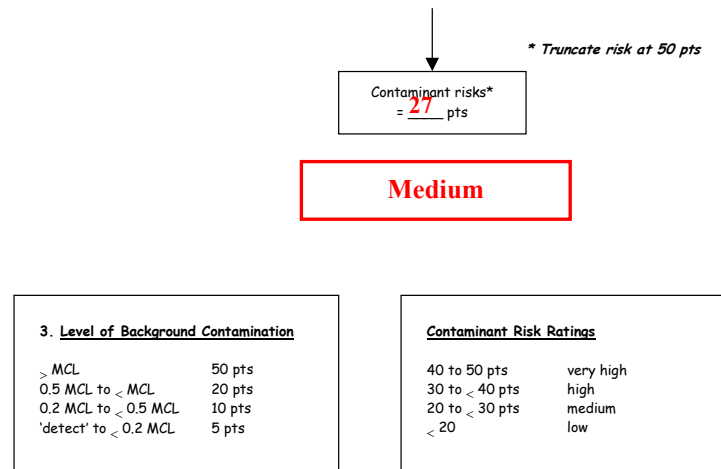 * Truncate risk at 50 pts
Contaminant risks*
= 27 pts
Medium
3. Level of Background Contamination
> MCL 50 pts
0.5 MCL to < MCL 20 pts
0.2 MCL to < 0.5 MCL 10 pts
‘detect’ to < 0.2 MCL 5 pts
Contaminant Risk Ratings
40 to 50 pts very high
30 to < 40 pts high
20 to < 30 pts medium
< 20 low